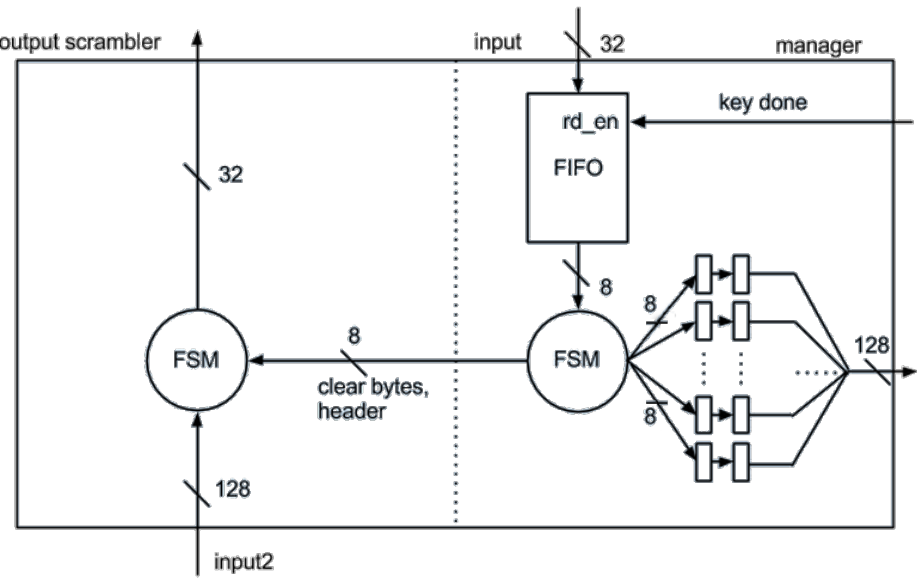 output scrambler
input
32
manager
key done
rd_en
FIFO
32
8
8
8
FSM
clear bytes,
header
FSM
128
8
128
input2